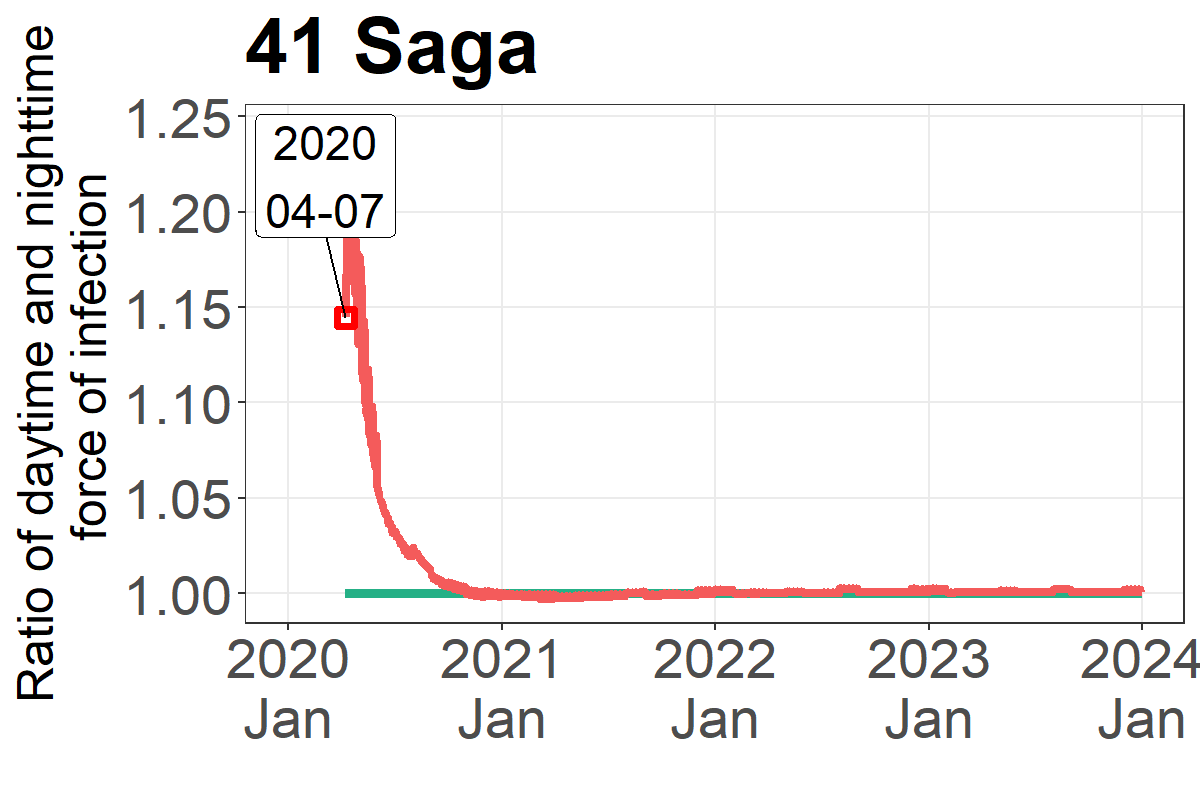 41 Saga
Ratio of daytime and nighttime
force of infection
1.25
1.20
1.15
1.10
1.05
1.00
2020
04-07
2020
Jan
2021
Jan
2022
Jan
2023
Jan
2024
Jan